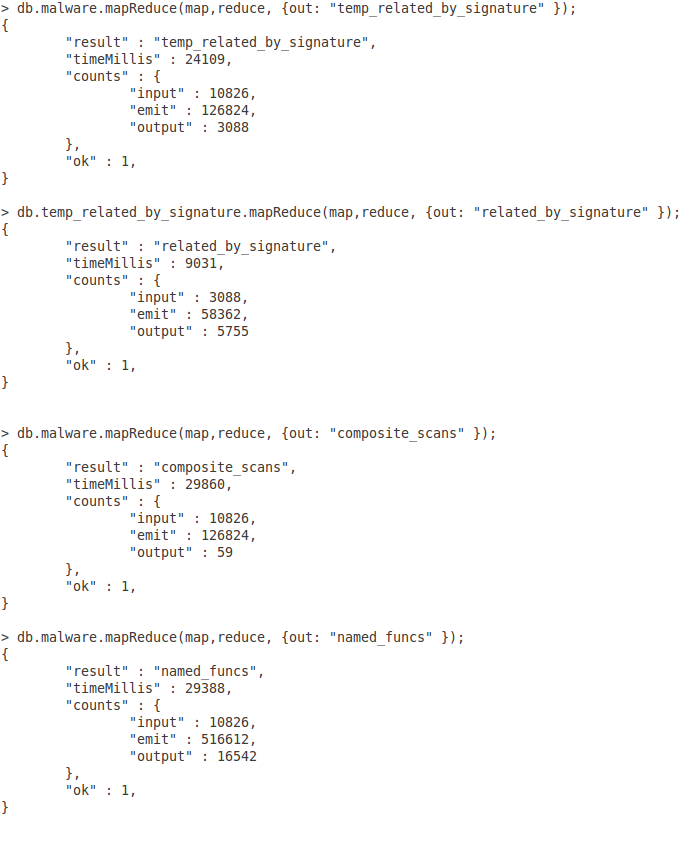 > db.malware.mapReduce(map,reduce, {out: "temp_related_by_signature" });
{
        "result" : "temp_related_by_signature",
        "timeMillis" : 24109,
        "counts" : {
                "input" : 10826,
                "emit" : 126824,
                "output" : 3088
        },
        "ok" : 1,
}
> db.temp_related_by_signature.mapReduce(map,reduce, {out: "related_by_signature" });
{
        "result" : "related_by_signature",
        "timeMillis" : 9031,
        "counts" : {
                "input" : 3088,
                "emit" : 58362,
                "output" : 5755
        },
        "ok" : 1,
}
> db.malware.mapReduce(map,reduce, {out: "composite_scans" });
{
        "result" : "composite_scans",
        "timeMillis" : 29860,
        "counts" : {
                "input" : 10826,
                "emit" : 126824,
                "output" : 59
        },
        "ok" : 1,
}
> db.malware.mapReduce(map,reduce, {out: "named_funcs" });
{
        "result" : "named_funcs",
        "timeMillis" : 29388,
        "counts" : {
                "input" : 10826,
                "emit" : 516612,
                "output" : 16542
        },
        "ok" : 1,
}